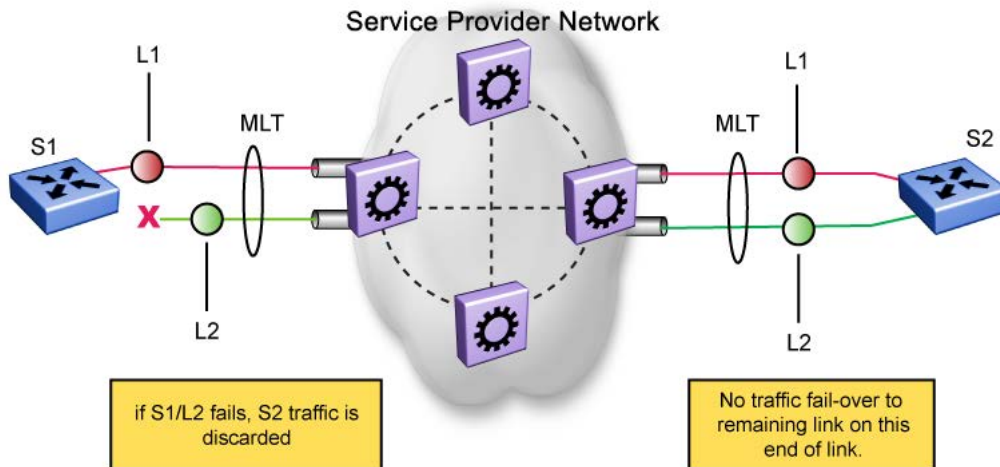 Service Provider Network
L1
L1
MLT
MLT
S1
S2
X
L2
L2
if S1/L2 fails, S2 traffic is
discarded
No traffic fail-over to
remaining link on this
end of link.